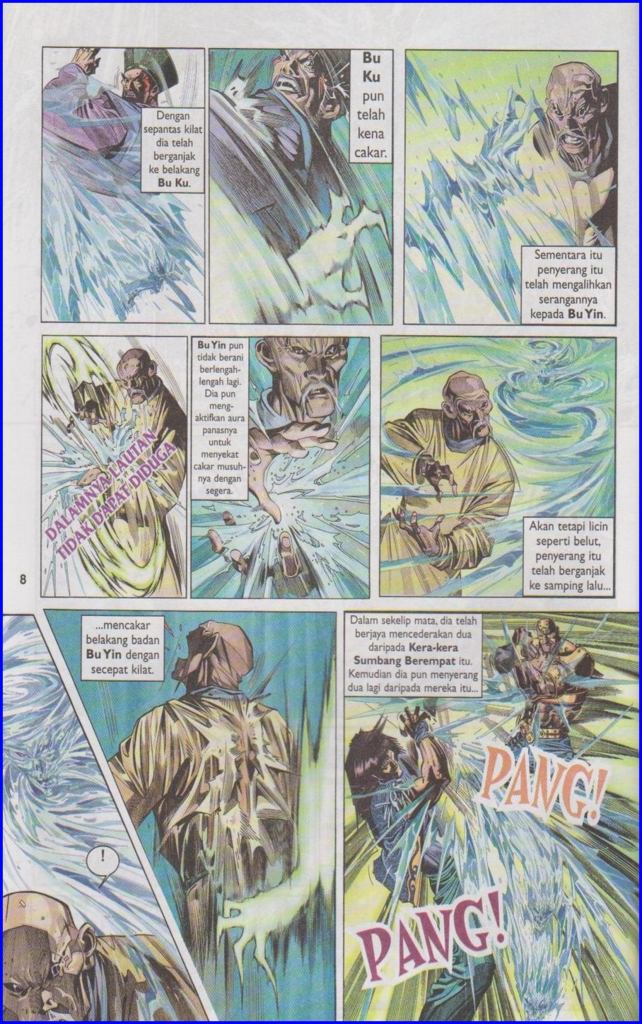 Dengan
sepantas kilat
dia telah
berganjak
ke belakang
Bu Ku.
Bu
Ku
pun
telah
kena
cakar.
Sementara itu
penyerang itu
telah mengalihkan
serangannya
kepada Bu Yin.
DALAMNYA LAUTAN
TIDAK DAPAT DIDUGA
Bu Yin pun
tidak berani
berlengah-
lengah lagi.
Dia pun
meng-
aktifkan aura
panasnya
untuk
menyekat
cakar musuh-
nya dengan
segera.
Akan tetapi licin
seperti belut,
penyerang itu
telah berganjak
ke samping lalu...
8
...mencakar
belakang badan
Bu Yin dengan
secepat kilat.
!
Dalam sekelip mata, dia telah
berjaya mencederakan dua
daripada Kera-kera
Sumbang Berempat itu.
Kemudian dia pun menyerang
dua lagi daripada mereka itu...
PANG!
PANG!